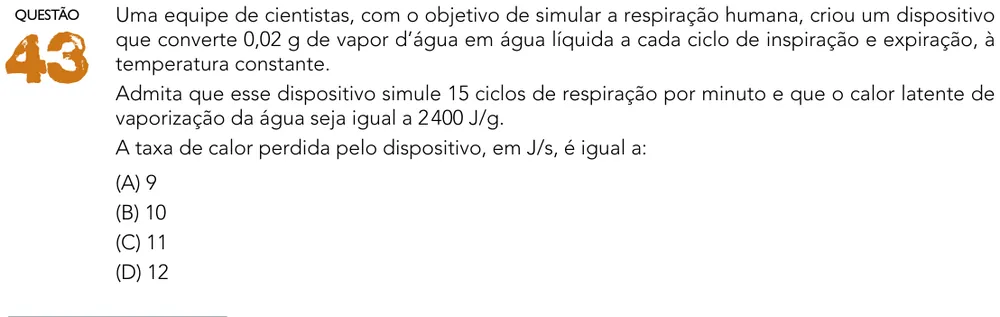 QUESTÃO
43
Uma equipe de cientistas, com o objetivo de simular a respiração humana, criou um dispositivo
que converte 0,02 g de vapor d’água em água líquida a cada ciclo de inspiração e expiração, à
temperatura constante.
Admita que esse dispositivo simule 15 ciclos de respiração por minuto e que o calor latente de
vaporização da água seja igual a 2400 J/g.
A taxa de calor perdida pelo dispositivo, em J/s, é igual a:
(A) 9
(B) 10
(C) 11
(D) 12